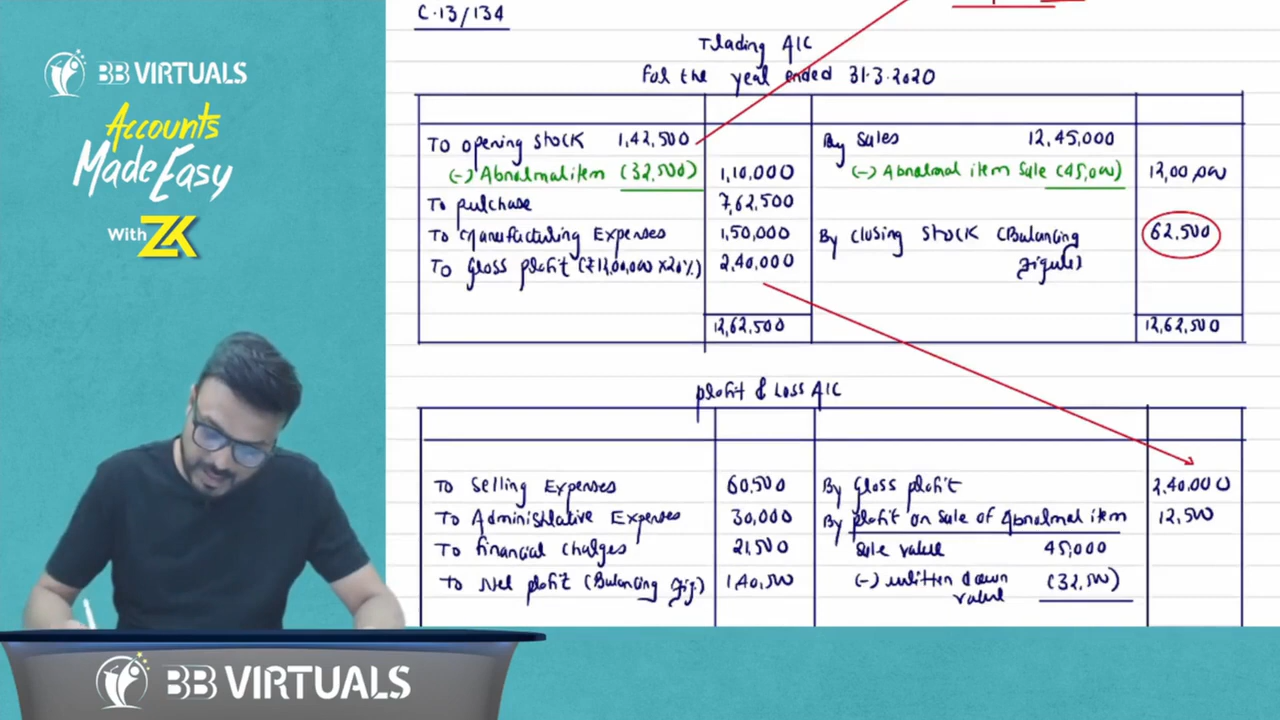 BB VIRTUALS
Accounts
Made Easy
With ZK
C.13/134
Trading A/C
For the year ended 31.3.2020
To opening stock 1,42,500
(-) Abnormal item (32,500) 1,10,000
To purchase 7,62,500
To Manufacturing Expenses 1,50,000
To Gross profit (₹12,00,000 x 20%) 2,40,000
12,62,500
By Sales 12,45,000
(-) Abnormal item Sale (45,000) 12,00,000
By Closing Stock (Balancing 62,500
figure)
12,62,500
Profit & Loss A/C
To Selling Expenses 60,500
To Administrative Expenses 30,000
To financial charges 21,500
To Net profit (Balancing fig.) 1,40,500
By Gross profit 2,40,000
By profit on Sale of Abnormal item 12,500
Sale value 45,000
(-) written down (32,500)
value
BB VIRTUALS